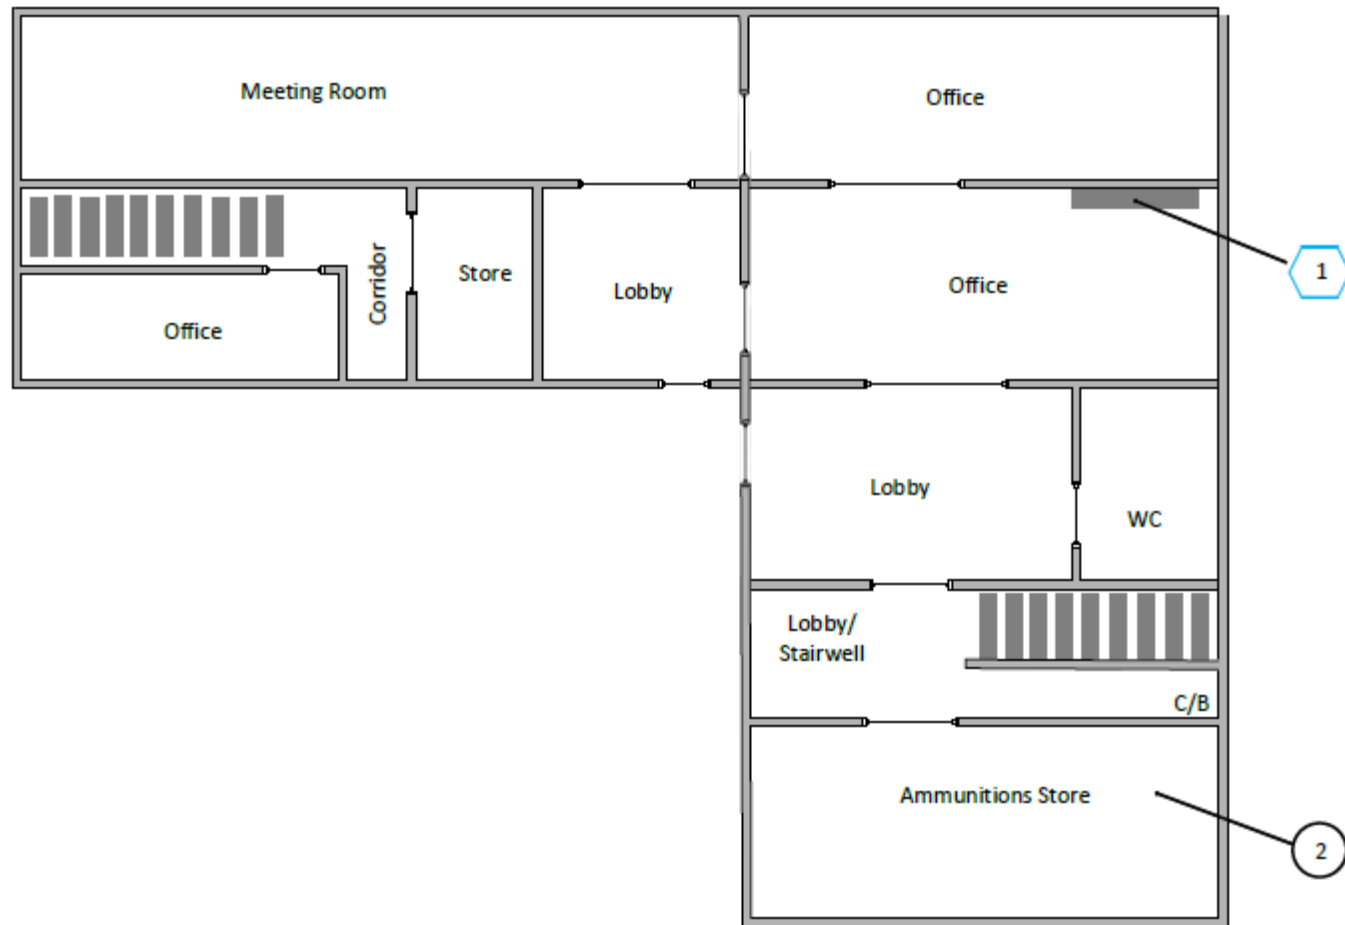 Meeting Room
Office
Corridor
Store
Lobby
Office
1
Office
Lobby
WC
Lobby/
Stairwell
C/B
Ammunitions Store
2